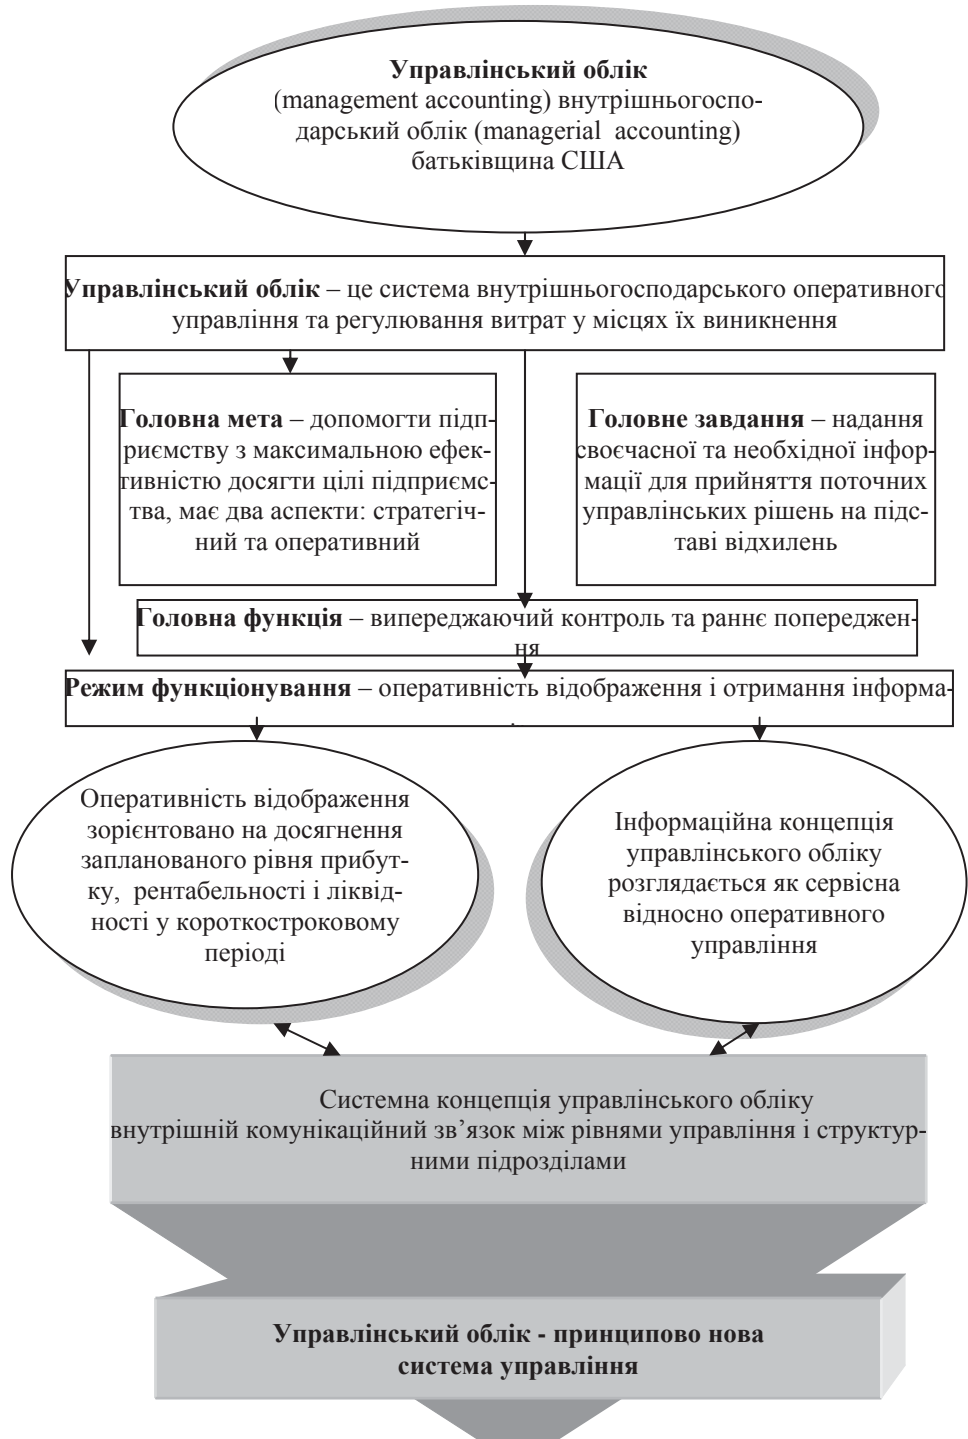 Управлінський облік
(management accounting) внутрішньогоспо-
дарський облік (managerial accounting)
батьківщина США
Управлінський облік – це система внутрішньогосподарського оперативного
управління та регулювання витрат у місцях їх виникнення
Головна мета – допомогти підп-
риємству з максимальною ефек-
тивністю досягти цілі підприємс-
тва, має два аспекти: стратегіч-
ний та оперативний
Головне завдання – надання
своєчасної та необхідної інфор-
мації для прийняття поточних
управлінських рішень на підс-
таві відхилень
Головна функція – випереджаючий контроль та раннє попереджен-
ня
Режим функціонування – оперативність відображення і отримання інформа-
Оперативність відображення
зорієнтовано на досягнення
запланованого рівня прибут-
ку, рентабельності і ліквід-
ності у короткостроковому
періоді
Інформаційна концепція
управлінського обліку
розглядається як сервісна
відносно оперативного
управління
Системна концепція управлінського обліку
внутрішній комунікаційний зв’язок між рівнями управління і структур-
ними підрозділами
Управлінський облік - принципово нова
система управління